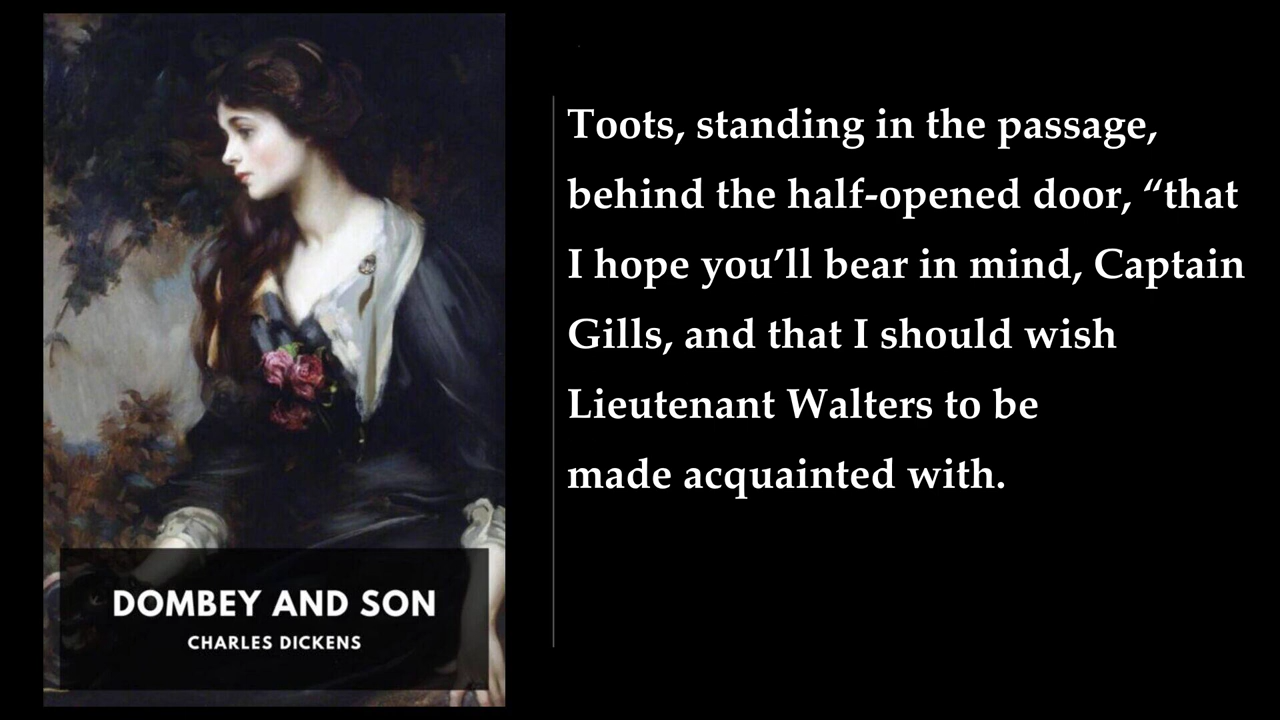 DOMBEY AND SON
CHARLES DICKENS
Toots, standing in the passage,
behind the half-opened door, “that
I hope you’ll bear in mind, Captain
Gills, and that I should wish
Lieutenant Walters to be
made acquainted with.